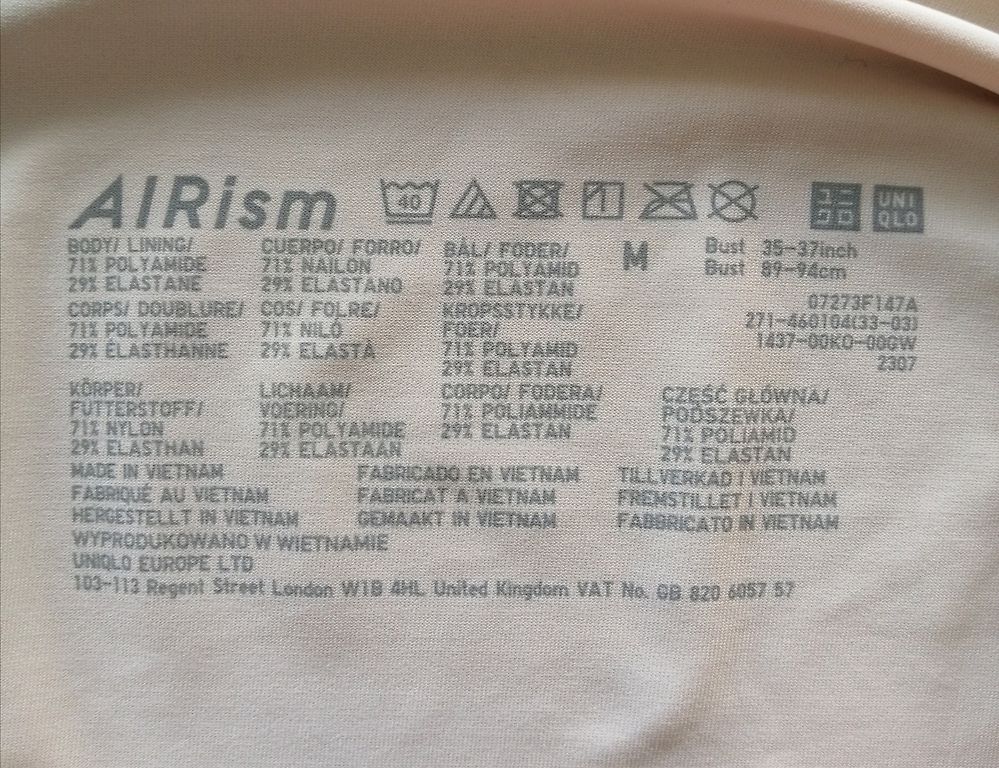 AIRism
40
ユニ
クロ
UNI
QLO
BODY/ LINING/
71% POLYAMIDE
29% ELASTANE
CUERPO/ FORRO/
71% NAILON
29% ELASTANO
BÅL/ FODER/
71% POLYAMID
29% ELASTAN
M
Bust 35-37inch
Bust 89-94cm
CORPS/ DOUBLURE/
71% POLYAMIDE
29% ÉLASTHANNE
COS/ FOLRE/
71% NILÓ
29% ELASTÀ
KROPSSTYKKE/
FOER/
71% POLYAMID
29% ELASTAN
07273F147A
271-460104(33-03)
1437-00KO-00GW
2307
KÖRPER/
FUTTERSTOFF/
71% NYLON
29% ELASTHAN
LICHAAM/
VOERING/
71% POLYAMIDE
29% ELASTAAN
CORPO/ FODERA/
71% POLIAMMIDE
29% ELASTAN
CZĘŚĆ GŁÓWNA/
PODSZEWKA/
71% POLIAMID
29% ELASTAN
MADE IN VIETNAM
FABRICADO EN VIETNAM
TILLVERKAD I VIETNAM
FABRIQUÉ AU VIETNAM
FABRICAT A VIETNAM
FREMSTILLET I VIETNAM
HERGESTELLT IN VIETNAM
GEMAAKT IN VIETNAM
FABBRICATO IN VIETNAM
WYPRODUKOWANO W WIETNAMIE
UNIQLO EUROPE LTD
103-113 Regent Street London W1B 4HL United Kingdom VAT No. GB 820 6057 57